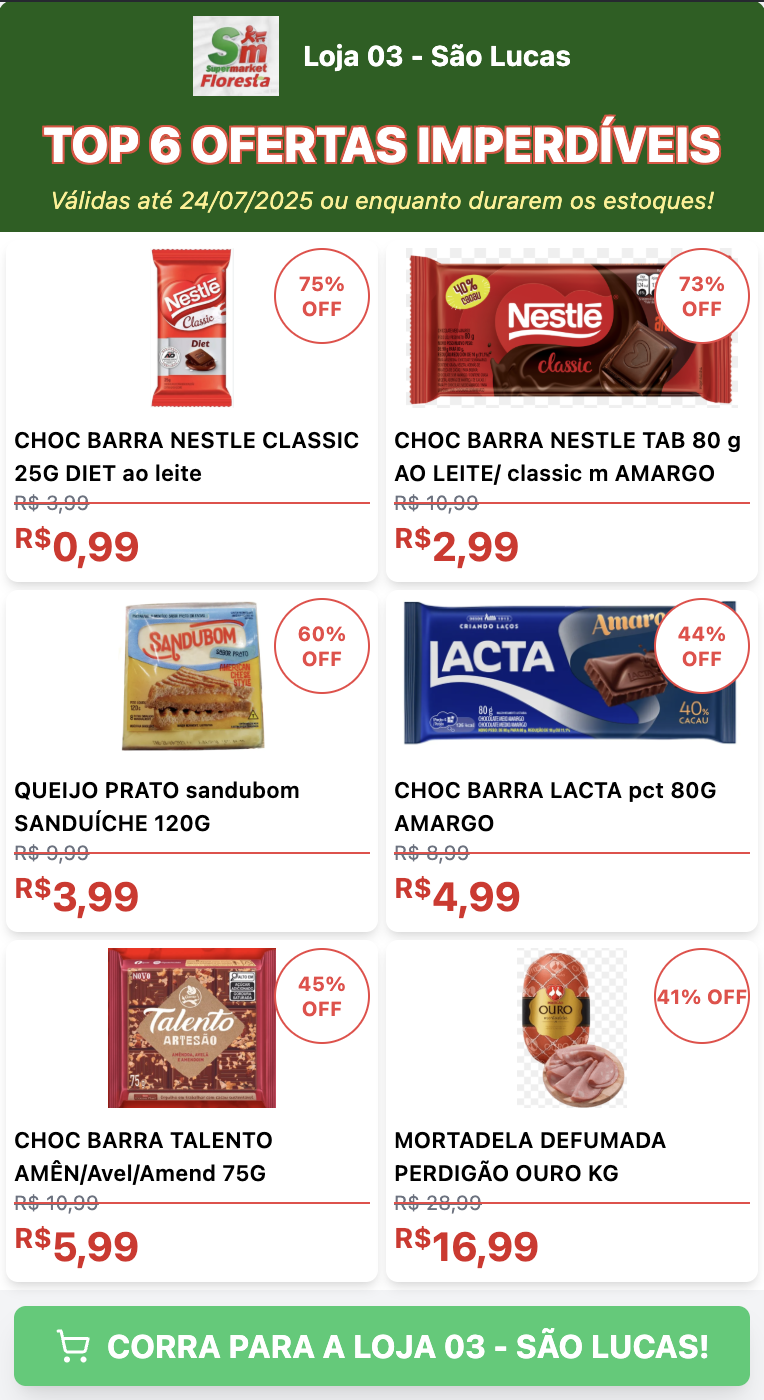 Sm
Supermarket
Floresta
Loja 03 - São Lucas
TOP 6 OFERTAS IMPERDÍVEIS
Válidas até 24/07/2025 ou enquanto durarem os estoques!
Nestlé
Classic
Diet
75%
OFF
CHOC BARRA NESTLE CLASSIC
25G DIET ao leite
R$ 3,99
R$0,99
40%
cacau
Nestlé
classic
73%
OFF
CHOC BARRA NESTLE TAB 80 g
AO LEITE/ classic m AMARGO
R$ 10,99
R$2,99
SANDUBOM
SABOR PRATO
AMERICAN
CHEESE
STYLE
60%
OFF
QUEIJO PRATO sandubom
SANDUÍCHE 120G
R$ 9,99
R$3,99
CRIANDO LAÇOS
LACTA
Amargo
80g
40%
CACAU
44%
OFF
CHOC BARRA LACTA pct 80G
AMARGO
R$ 8,99
R$4,99
NOVO
Talento
ARTESÃO
75g
45%
OFF
CHOC BARRA TALENTO
AMÊN/Avel/Amend 75G
R$ 10,99
R$5,99
OURO
41% OFF
MORTADELA DEFUMADA
PERDIGÃO OURO KG
R$ 28,99
R$16,99
CORRA PARA A LOJA 03 - SÃO LUCAS!